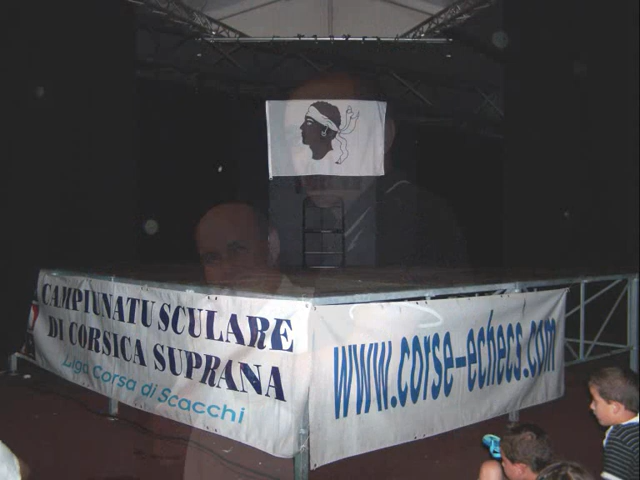 CAMPIUNATU SCULARE
DI CORSICA SUPRANA
Liga Corsa di Scacchi
www.corse-echecs.com